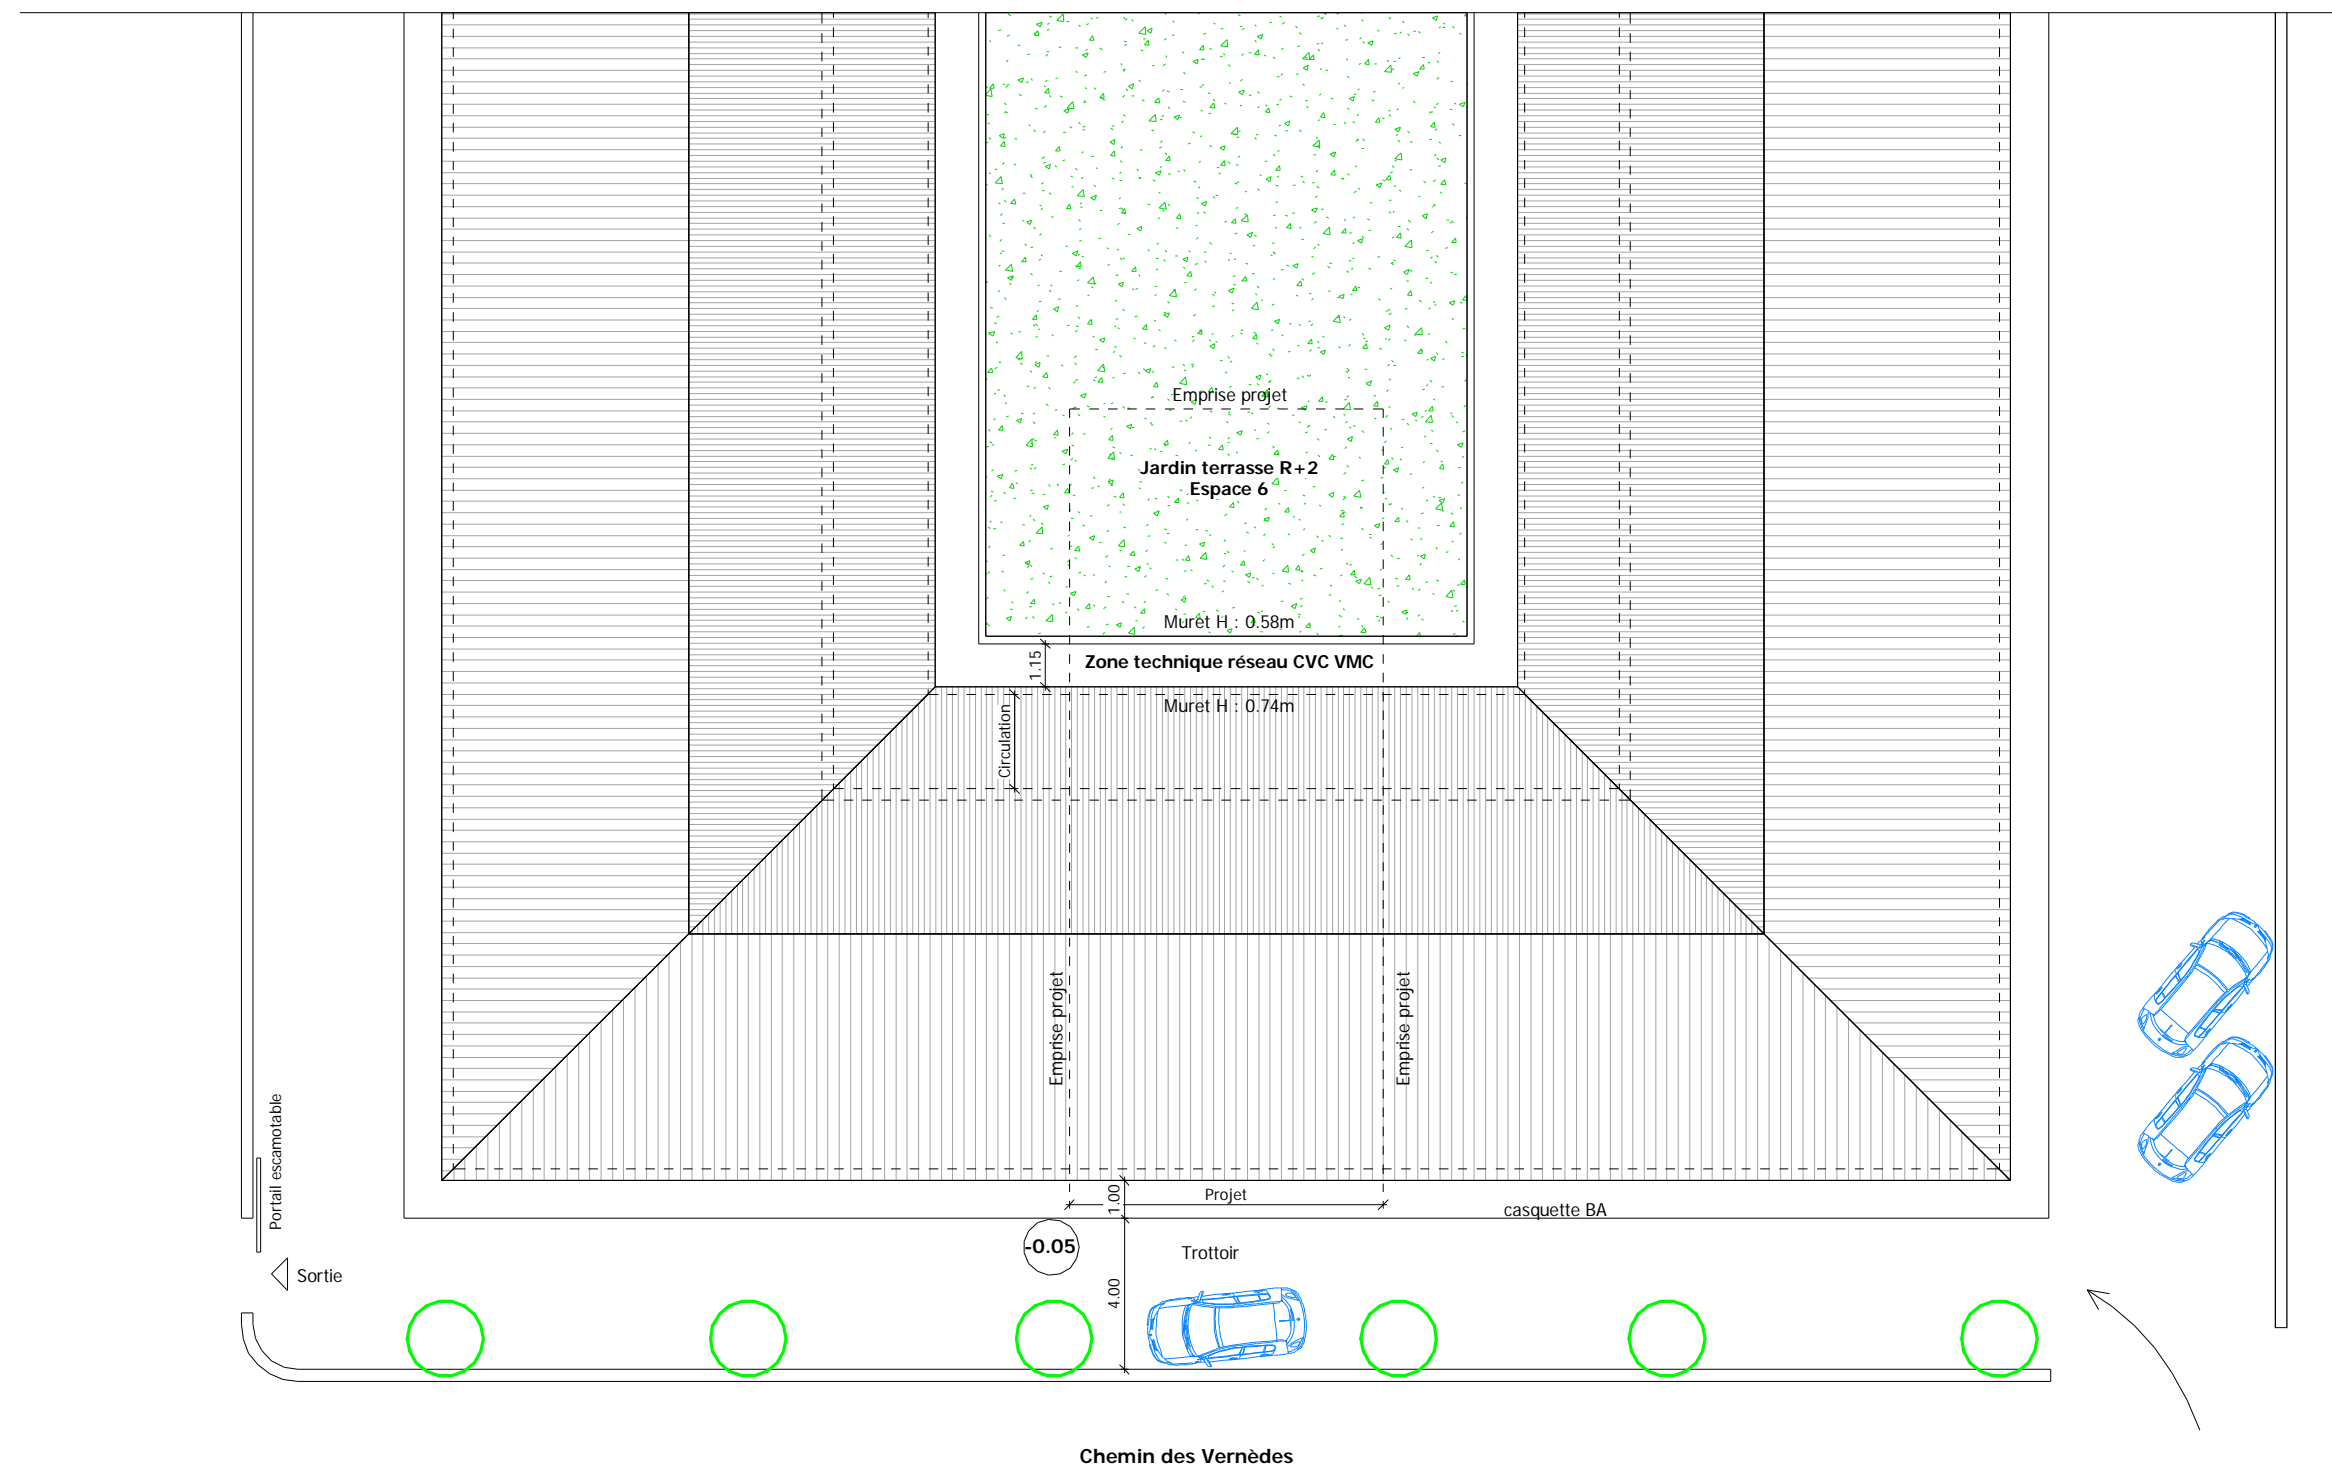 Emprise projet
Jardin terrasse R+2
Espace 6
Muret H : 0.58m
1.15
Zone technique réseau CVC VMC
Muret H : 0.74m
Circulation
Emprise projet
Emprise projet
Portail escamotable
1.00
Projet
casquette BA
-0.05
Trottoir
Sortie
4.00
Chemin des Vernèdes